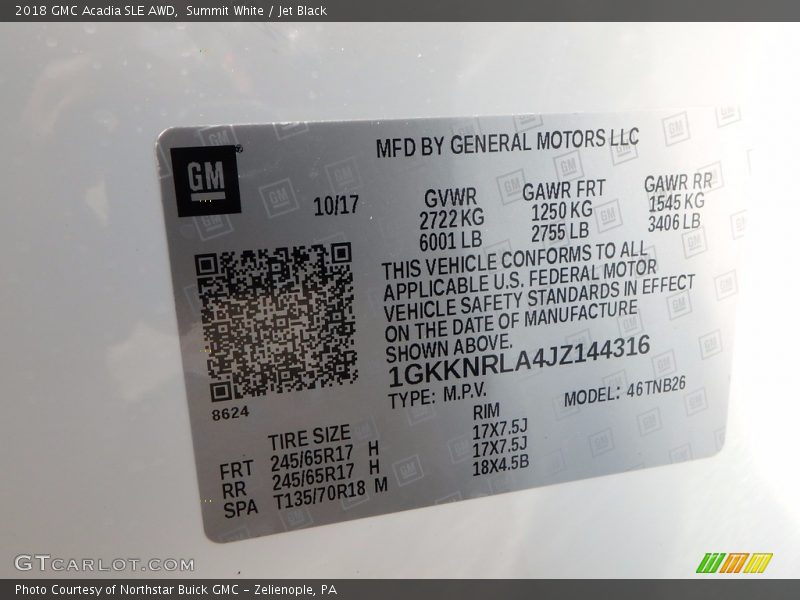 2018 GMC Acadia SLE AWD, Summit White / Jet Black
GM
MFD BY GENERAL MOTORS LLC
10/17
GVWR
2722 KG
6001 LB
GAWR FRT
1250 KG
2755 LB
GAWR RR
1545 KG
3406 LB
THIS VEHICLE CONFORMS TO ALL
APPLICABLE U.S. FEDERAL MOTOR
VEHICLE SAFETY STANDARDS IN EFFECT
ON THE DATE OF MANUFACTURE
SHOWN ABOVE.
1GKKNRLA4JZ144316
TYPE: M.P.V. MODEL: 46TNB26
8624
TIRE SIZE RIM
FRT 245/65R17 H 17X7.5J
RR 245/65R17 H 17X7.5J
SPA T135/70R18 M 18X4.5B
GTCARLOT.COM
Photo Courtesy of Northstar Buick GMC - Zelienople, PA